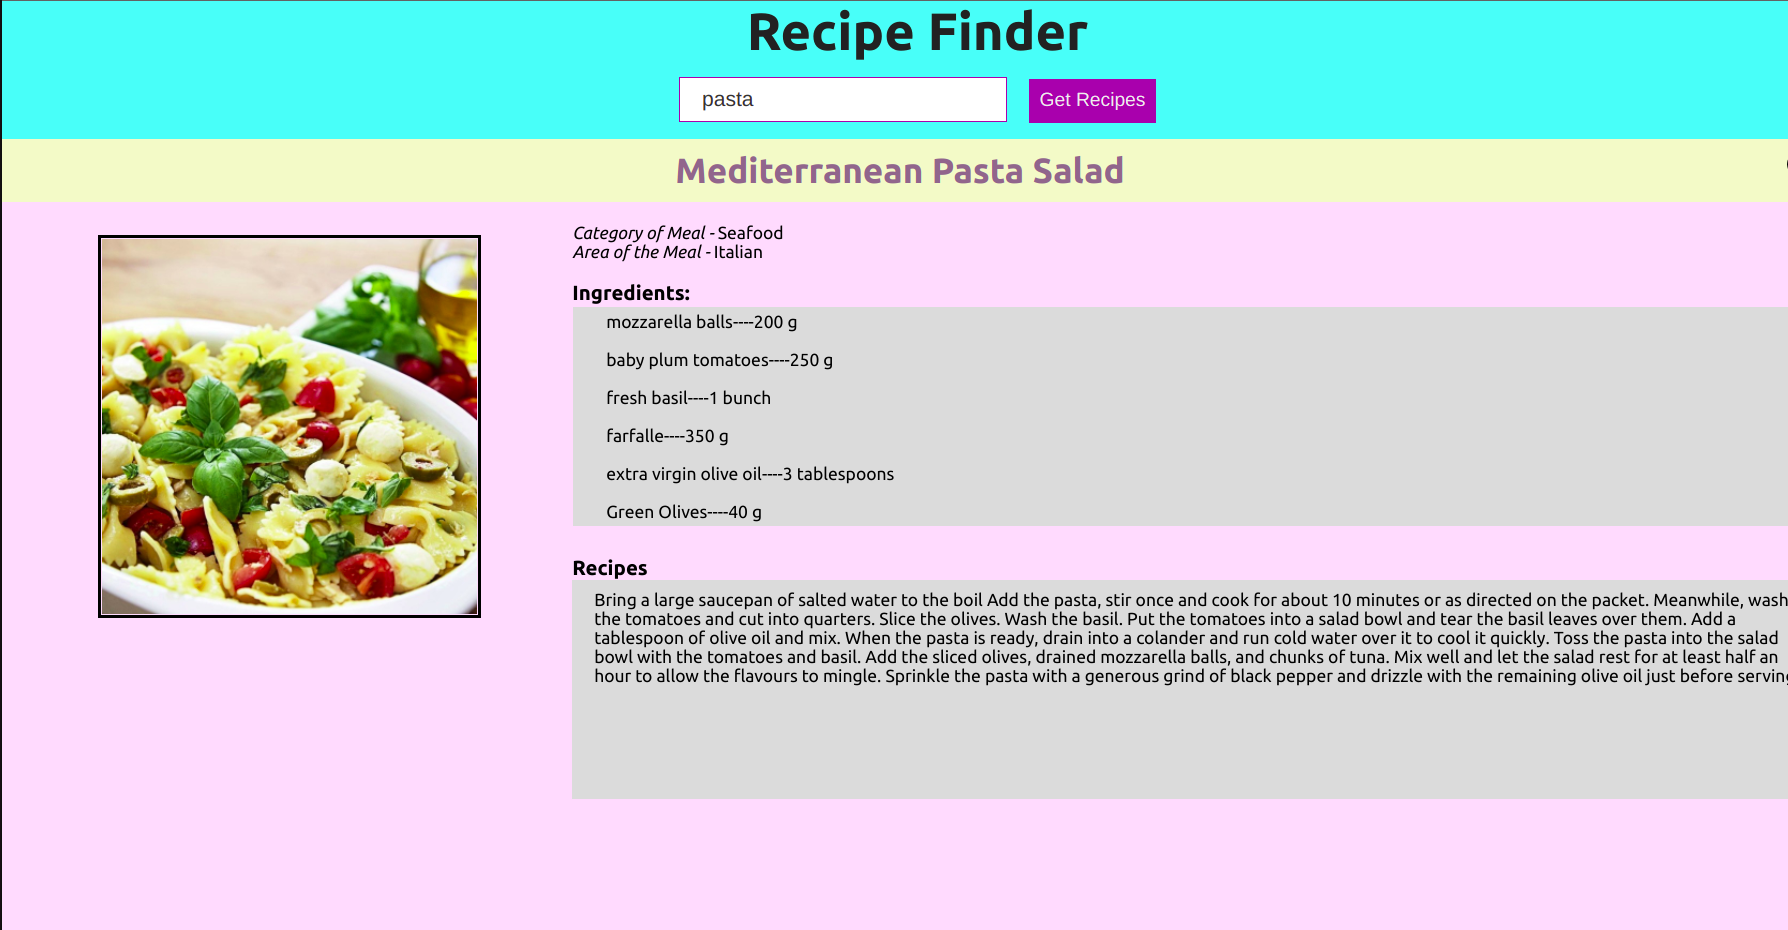 Recipe Finder
pasta
Get Recipes
Mediterranean Pasta Salad
Category of Meal - Seafood
Area of the Meal - Italian
Ingredients:
mozzarella balls----200 g
baby plum tomatoes----250 g
fresh basil----1 bunch
farfalle----350 g
extra virgin olive oil----3 tablespoons
Green Olives----40 g
Recipes
Bring a large saucepan of salted water to the boil Add the pasta, stir once and cook for about 10 minutes or as directed on the packet. Meanwhile, wash
the tomatoes and cut into quarters. Slice the olives. Wash the basil. Put the tomatoes into a salad bowl and tear the basil leaves over them. Add a
tablespoon of olive oil and mix. When the pasta is ready, drain into a colander and run cold water over it to cool it quickly. Toss the pasta into the salad
bowl with the tomatoes and basil. Add the sliced olives, drained mozzarella balls, and chunks of tuna. Mix well and let the salad rest for at least half an
hour to allow the flavours to mingle. Sprinkle the pasta with a generous grind of black pepper and drizzle with the remaining olive oil just before serving